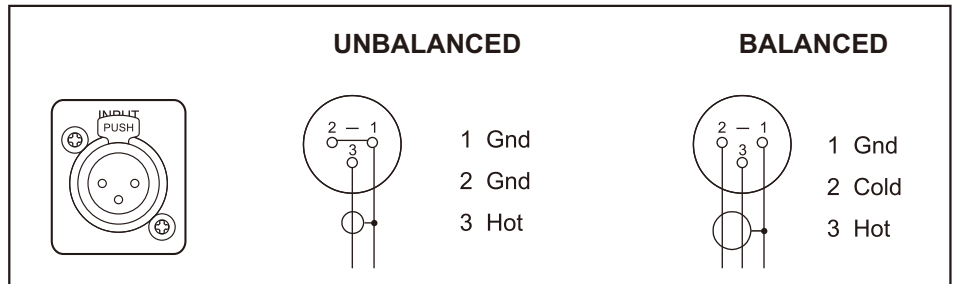 UNBALANCED
BALANCED
INPUT
PUSH
2 – 1
3
1 Gnd
2 Gnd
3 Hot
2 – 1
3
1 Gnd
2 Cold
3 Hot